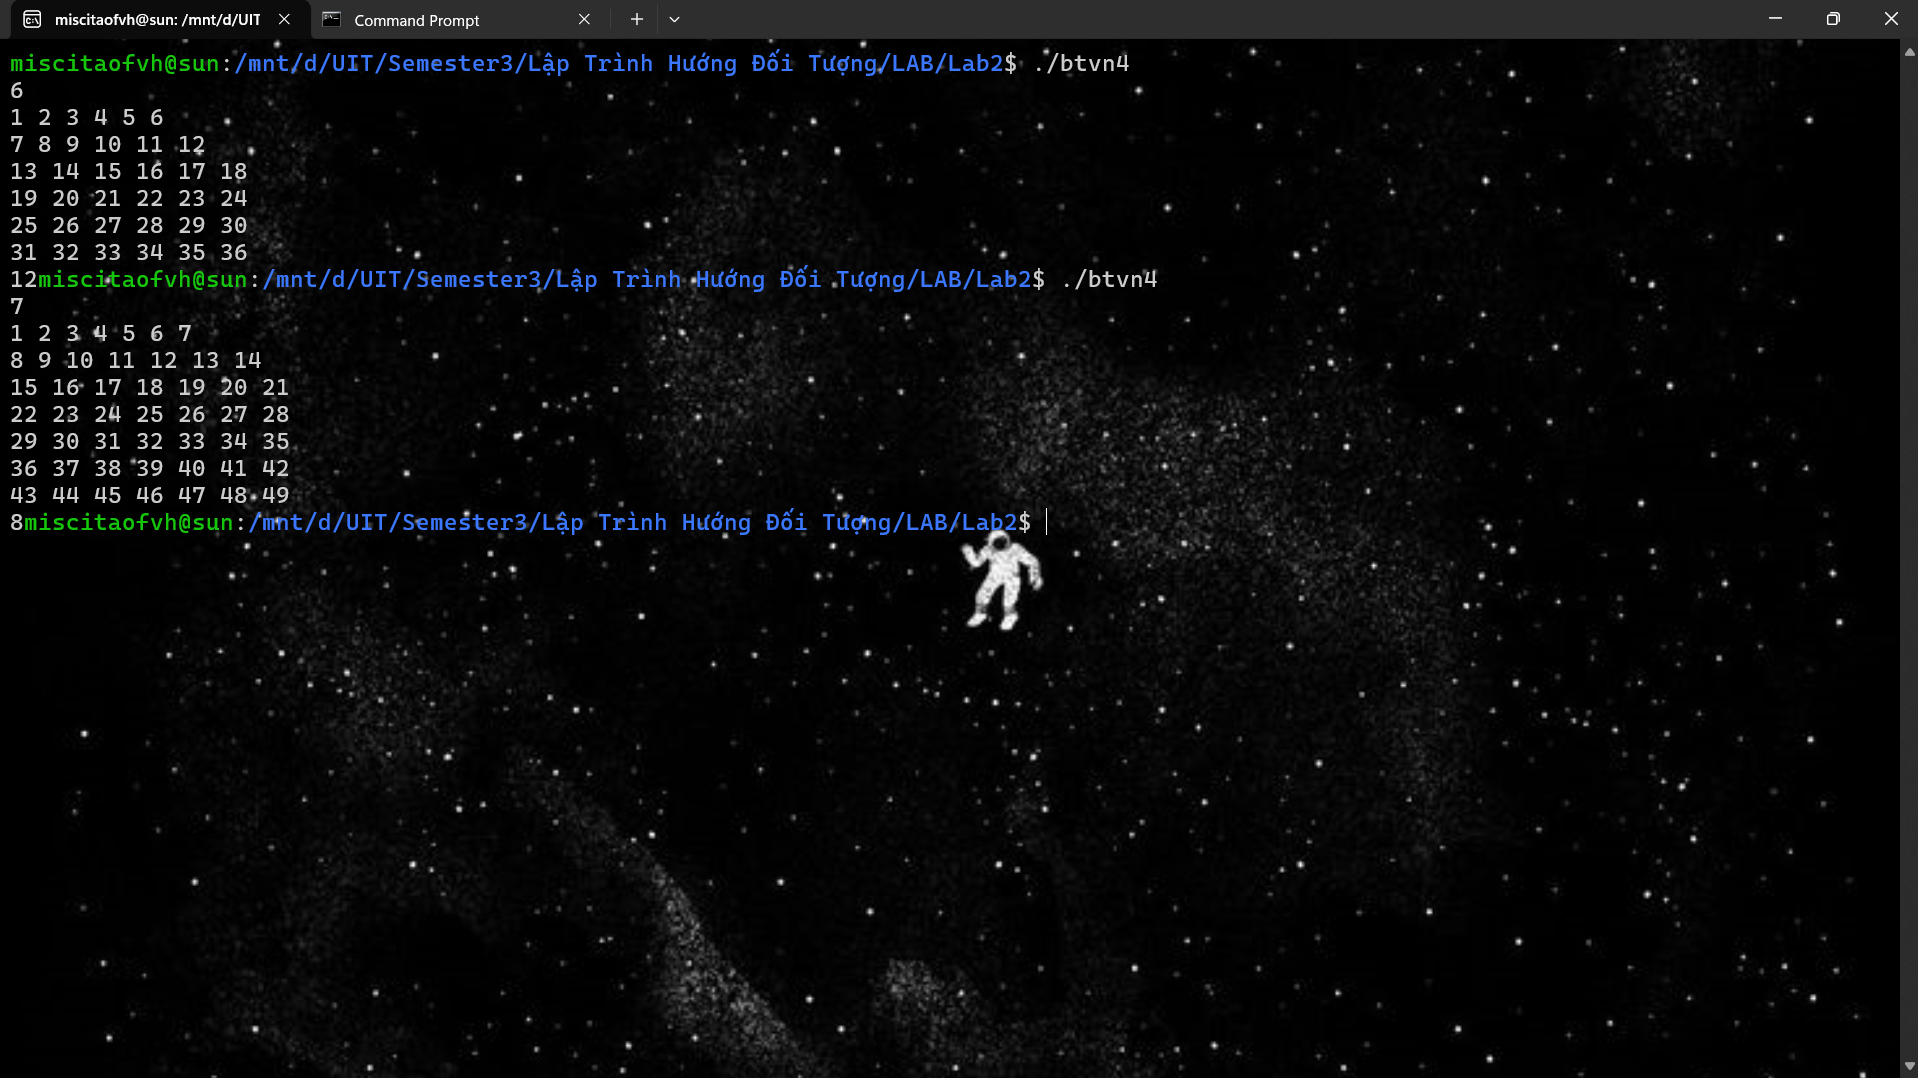 miscitaofvh@sun: /mnt/d/UIT
Command Prompt
miscitaofvh@sun:/mnt/d/UIT/Semester3/Lập Trình Hướng Đối Tượng/LAB/Lab2$ ./btvn4
6
1 2 3 4 5 6
7 8 9 10 11 12
13 14 15 16 17 18
19 20 21 22 23 24
25 26 27 28 29 30
31 32 33 34 35 36
12miscitaofvh@sun:/mnt/d/UIT/Semester3/Lập Trình Hướng Đối Tượng/LAB/Lab2$ ./btvn4
7
1 2 3 4 5 6 7
8 9 10 11 12 13 14
15 16 17 18 19 20 21
22 23 24 25 26 27 28
29 30 31 32 33 34 35
36 37 38 39 40 41 42
43 44 45 46 47 48 49
8miscitaofvh@sun:/mnt/d/UIT/Semester3/Lập Trình Hướng Đối Tượng/LAB/Lab2$